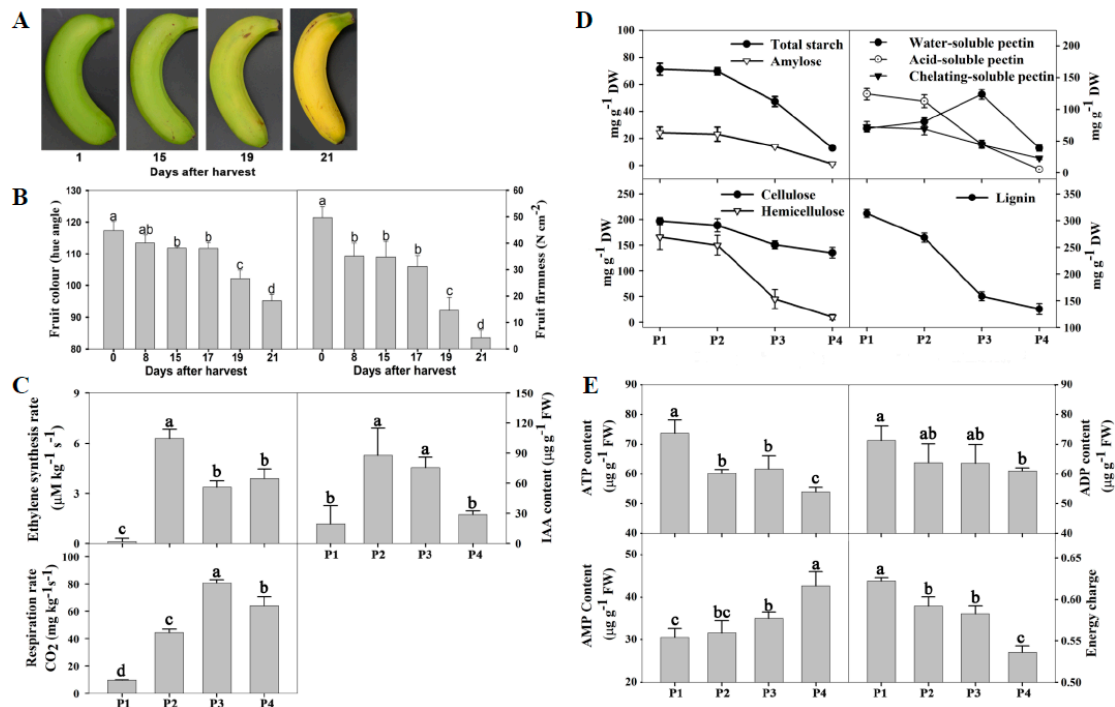 A
1 15 19 21
Days after harvest
B
Fruit colour (hue angle)
130
120
110
100
90
80
a ab b b c d
0 8 15 17 19 21
Days after harvest
a b b b c d
0 8 15 17 19 21
Days after harvest
60
50
40
30
20
10
0
Fruit firmness (N cm-2)
C
Ethylene synthesis rate
(μM kg-1 s-1)
9
6
3
0
c a b b
b a a b
P1 P2 P3 P4
150
120
90
60
30
0
IAA content (μg g-1 FW)
Respiration rate
CO2 (mg kg-1s-1)
100
80
60
40
20
0
d c a b
P1 P2 P3 P4
D
mg g-1 DW
100
80
60
40
20
0
Total starch
Amylose
Water-soluble pectin
Acid-soluble pectin
Chelating-soluble pectin
200
150
100
50
0
mg g-1 DW
mg g-1 DW
250
200
150
100
50
0
Cellulose
Hemicellulose
P1 P2 P3 P4
Lignin
P1 P2 P3 P4
350
300
250
200
150
100
mg g-1 DW
E
ATP content
(μg g-1 FW)
90
80
70
60
50
40
a b b c
a ab ab b
90
80
70
60
50
40
ADP content
(μg g-1 FW)
AMP Content
(μg g-1 FW)
50
40
30
20
b bc b a
P1 P2 P3 P4
a b b c
P1 P2 P3 P4
0.65
0.60
0.55
0.50
Energy charge